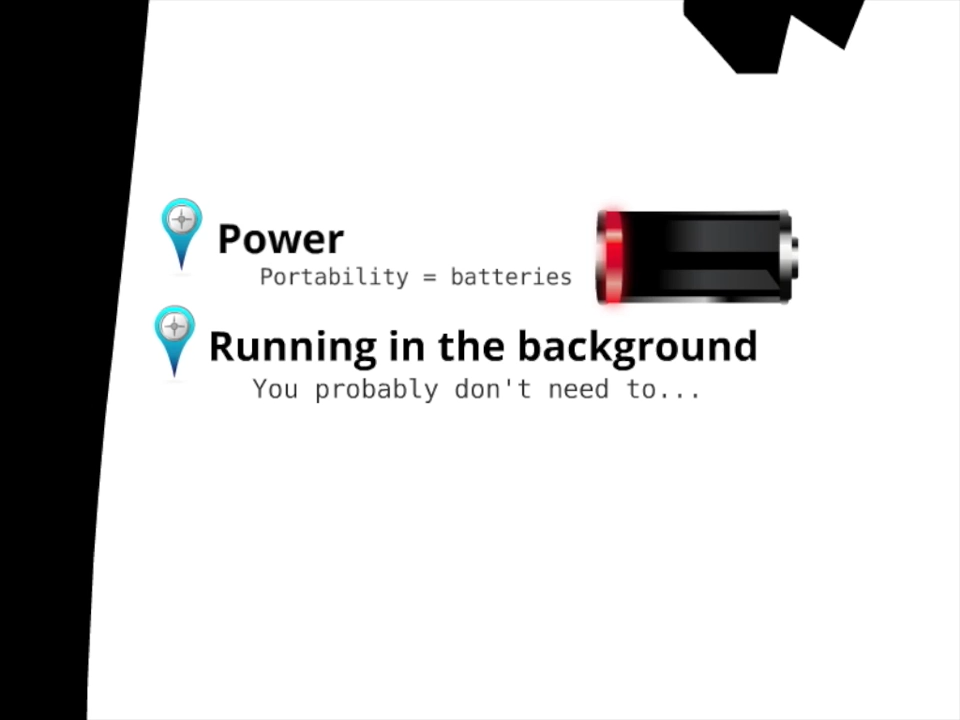 Power
Portability = batteries
Running in the background
You probably don't need to...